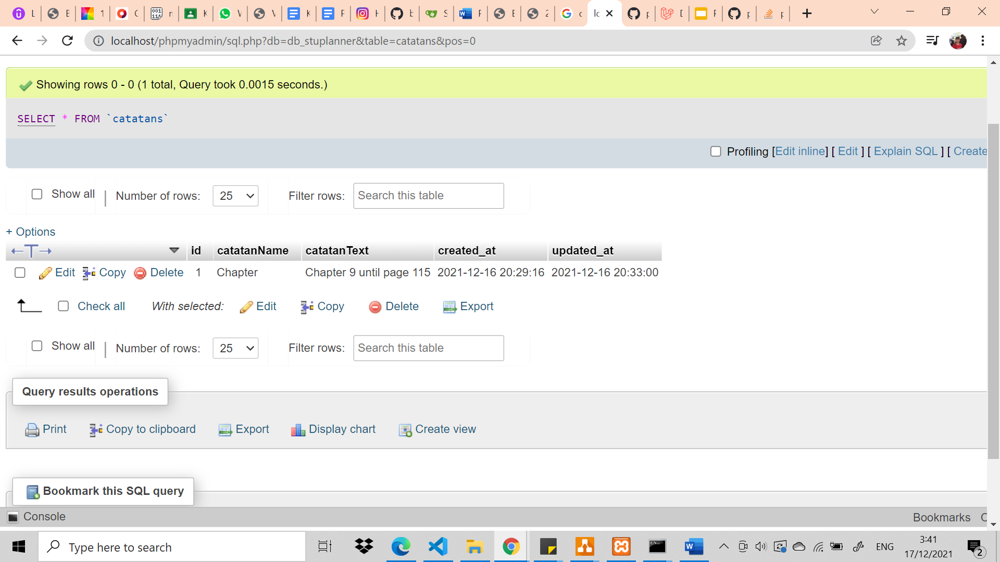 localhost/phpmyadmin/sql.php?db=db_stuplanner&table=catatans&pos=0
Showing rows 0 - 0 (1 total, Query took 0.0015 seconds.)
SELECT * FROM `catatans`
Profiling [Edit inline] [ Edit ] [ Explain SQL ] [ Create
Show all | Number of rows: 25 Filter rows: Search this table
+ Options
←T→ id catatanName catatanText created_at updated_at
Edit Copy Delete 1 Chapter Chapter 9 until page 115 2021-12-16 20:29:16 2021-12-16 20:33:00
Check all With selected: Edit Copy Delete Export
Show all | Number of rows: 25 Filter rows: Search this table
Query results operations
Print Copy to clipboard Export Display chart Create view
Bookmark this SQL query
Console Bookmarks
Type here to search ENG 3:41
17/12/2021 2